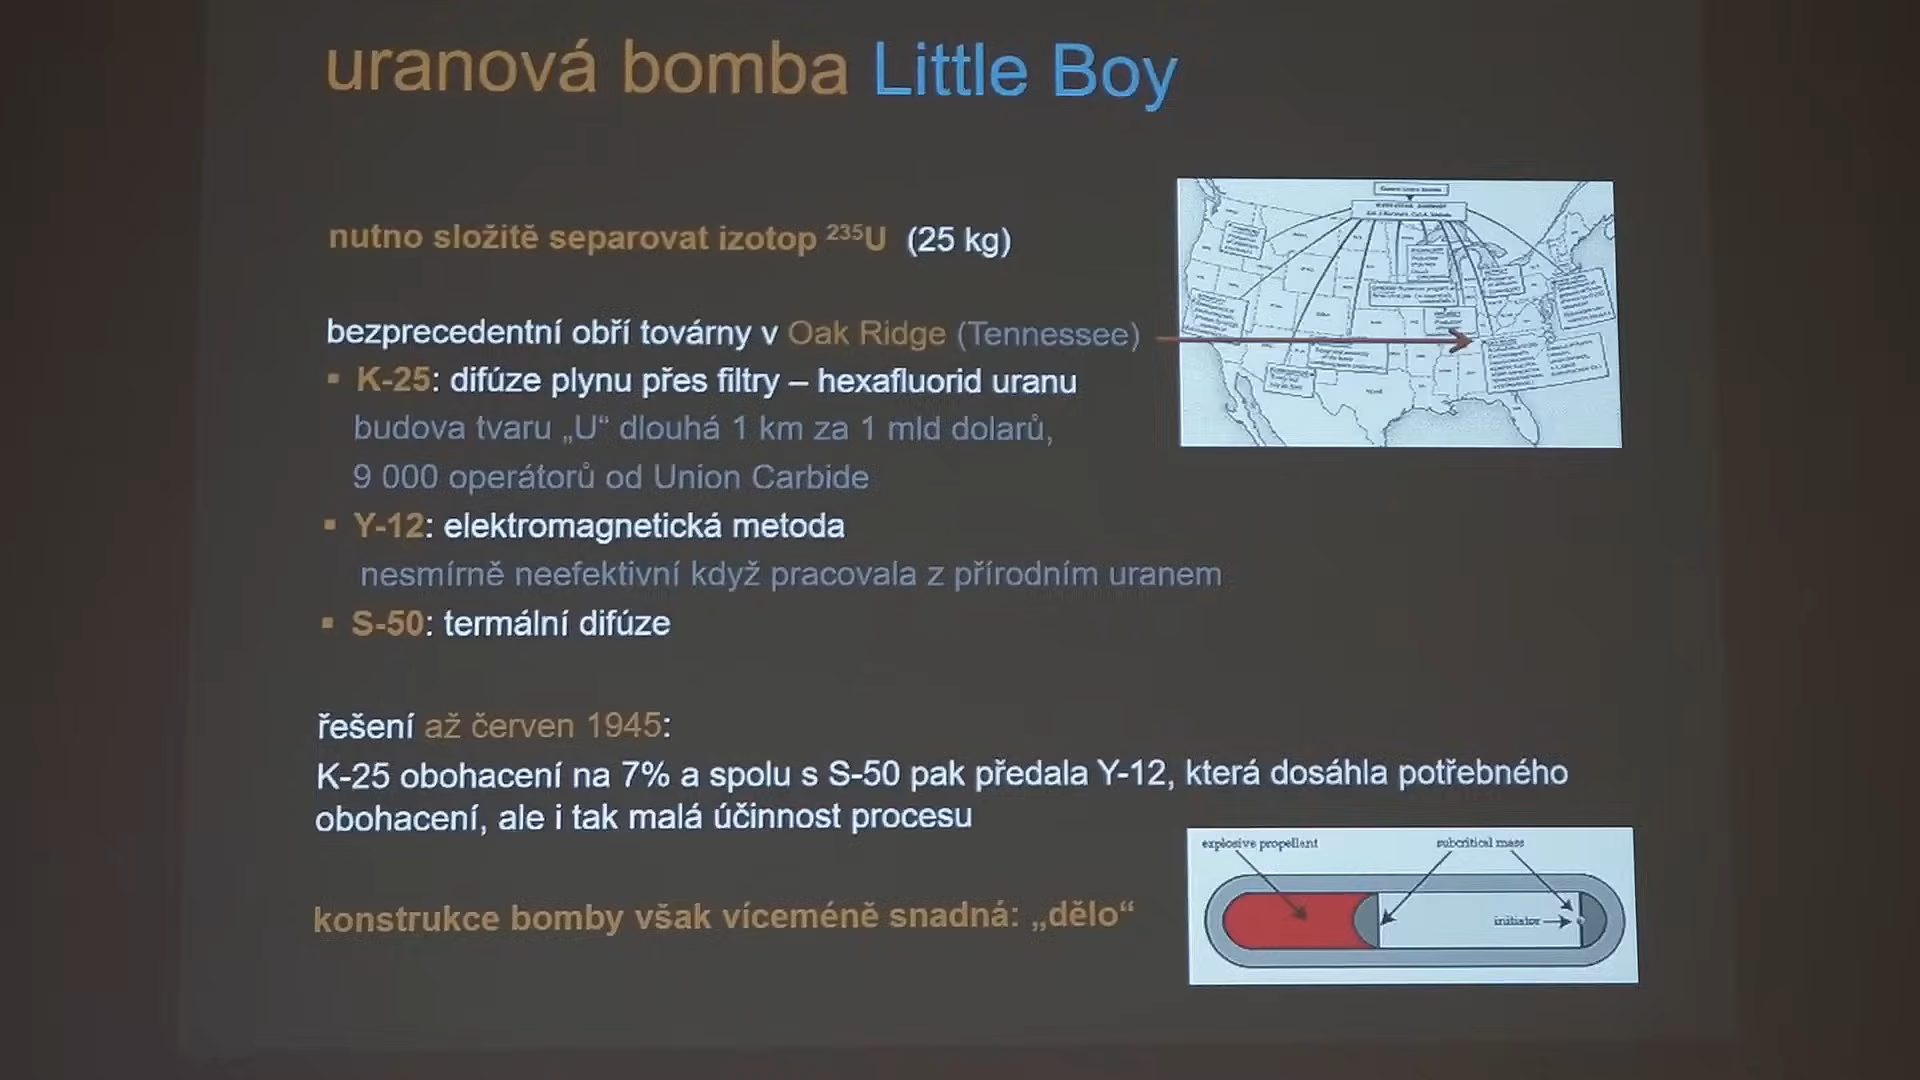 uranová bomba Little Boy
nutno složitě separovat izotop ²³⁵U (25 kg)
bezprecedentní obří továrny v Oak Ridge (Tennessee)
▪ K-25: difúze plynu přes filtry – hexafluorid uranu
budova tvaru „U“ dlouhá 1 km za 1 mld dolarů,
9 000 operátorů od Union Carbide
▪ Y-12: elektromagnetická metoda
nesmírně neefektivní když pracovala z přírodním uranem
▪ S-50: termální difúze
řešení až červen 1945:
K-25 obohacení na 7% a spolu s S-50 pak předala Y-12, která dosáhla potřebného
obohacení, ale i tak malá účinnost procesu
konstrukce bomby však víceméně snadná: „dělo“
explosive propellant
subcritical mass
initiator